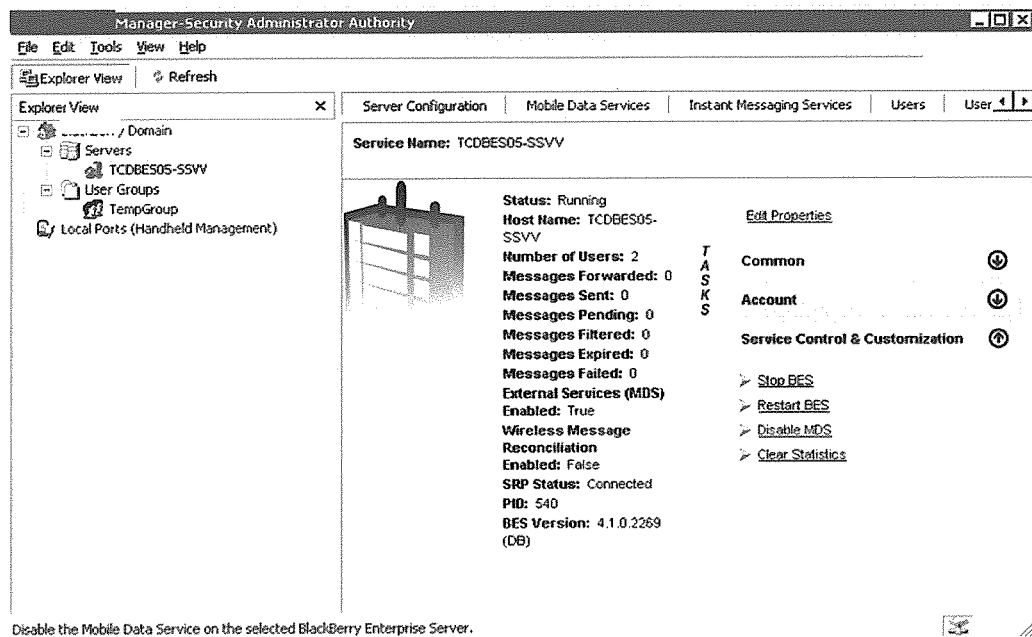 Manager-Security Administrator Authority
File Edit Tools View Help
Explorer View Refresh
Explorer View
Server Configuration Mobile Data Services Instant Messaging Services Users User
/ Domain
Servers
TCDBES05-SSVV
User Groups
TempGroup
Local Ports (Handheld Management)
Service Name: TCDBES05-SSVV
Status: Running
Host Name: TCDBES05-
SSVV
Number of Users: 2
Messages Forwarded: 0
Messages Sent: 0
Messages Pending: 0
Messages Filtered: 0
Messages Expired: 0
Messages Failed: 0
External Services (MDS)
Enabled: True
Wireless Message
Reconciliation
Enabled: False
SRP Status: Connected
PID: 540
BES Version: 4.1.0.2269
(DB)
TASKS
Edit Properties
Common
Account
Service Control & Customization
Stop BES
Restart BES
Disable MDS
Clear Statistics
Disable the Mobile Data Service on the selected BlackBerry Enterprise Server.